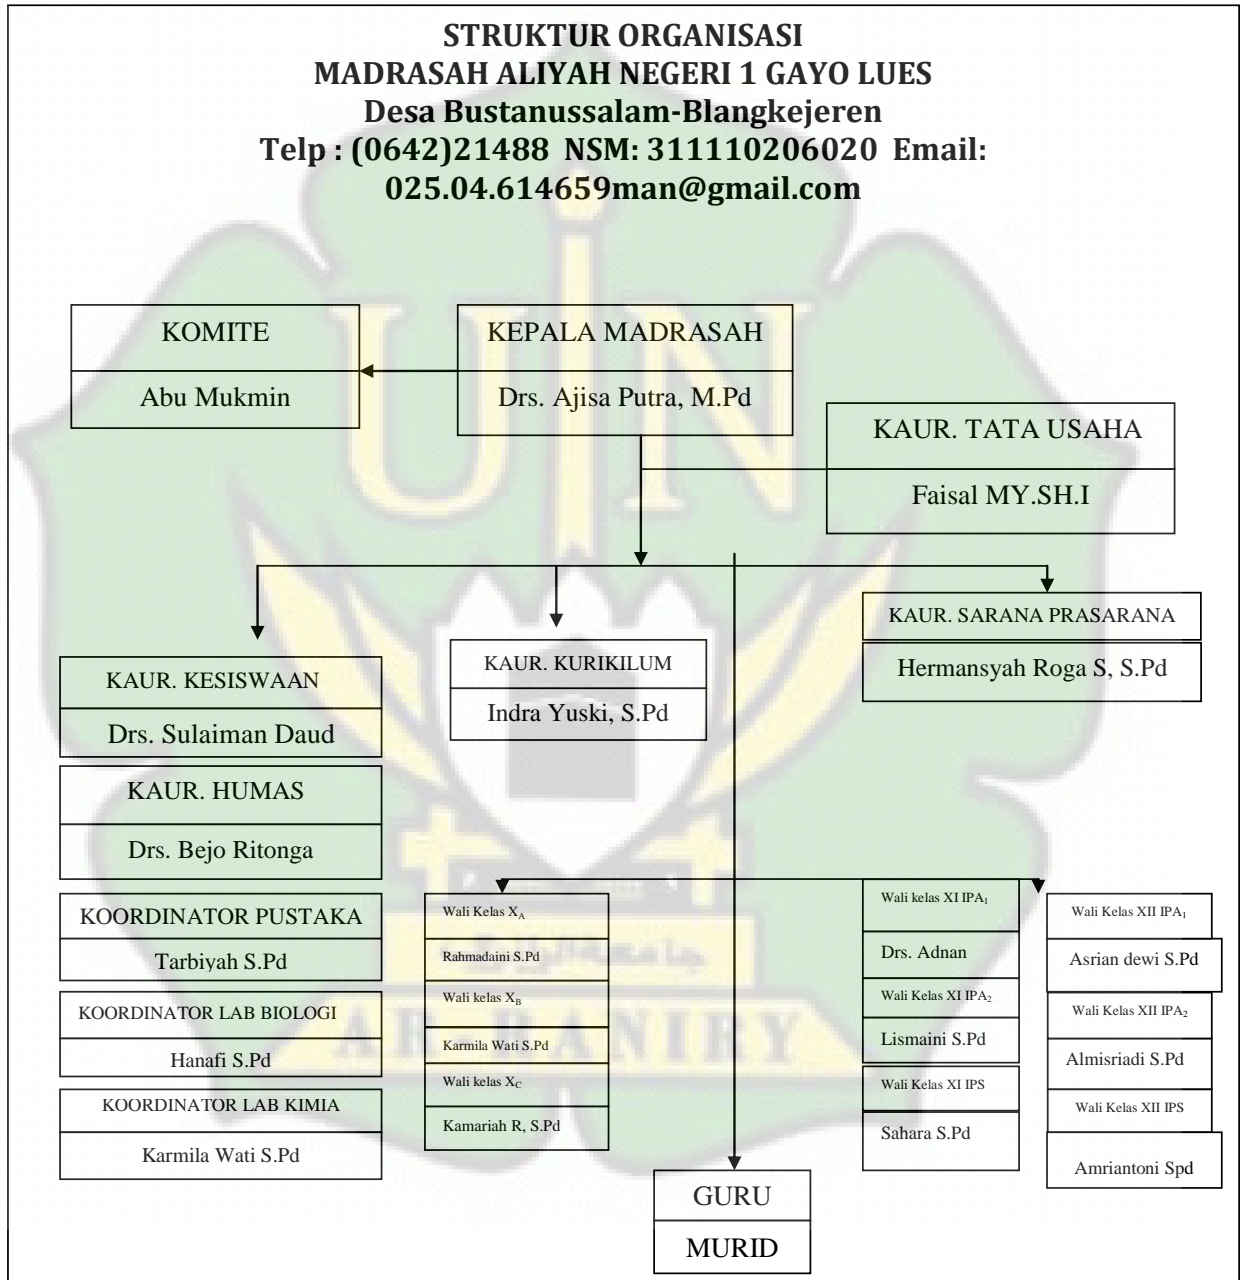 STRUKTUR ORGANISASI
MADRASAH ALIYAH NEGERI 1 GAYO LUES
Desa Bustanussalam-Blangkejeren
Telp : (0642)21488 NSM: 311110206020 Email:
025.04.614659man@gmail.com
KOMITE
Abu Mukmin
KEPALA MADRASAH
Drs. Ajisa Putra, M.Pd
KAUR. TATA USAHA
Faisal MY.SH.I
KAUR. KESISWAAN
Drs. Sulaiman Daud
KAUR. KURIKILUM
Indra Yuski, S.Pd
KAUR. SARANA PRASARANA
Hermansyah Roga S, S.Pd
KAUR. HUMAS
Drs. Bejo Ritonga
KOORDINATOR PUSTAKA
Tarbiyah S.Pd
KOORDINATOR LAB BIOLOGI
Hanafi S.Pd
KOORDINATOR LAB KIMIA
Karmila Wati S.Pd
Wali Kelas XA
Rahmadaini S.Pd
Wali kelas XB
Karmila Wati S.Pd
Wali kelas XC
Kamariah R, S.Pd
Wali kelas XI IPA1
Drs. Adnan
Wali Kelas XI IPA2
Lismaini S.Pd
Wali Kelas XI IPS
Sahara S.Pd
Wali Kelas XII IPA1
Asrian dewi S.Pd
Wali Kelas XII IPA2
Almisriadi S.Pd
Wali Kelas XII IPS
Amriantoni Spd
GURU
MURID
UIN
AR-RANIRY